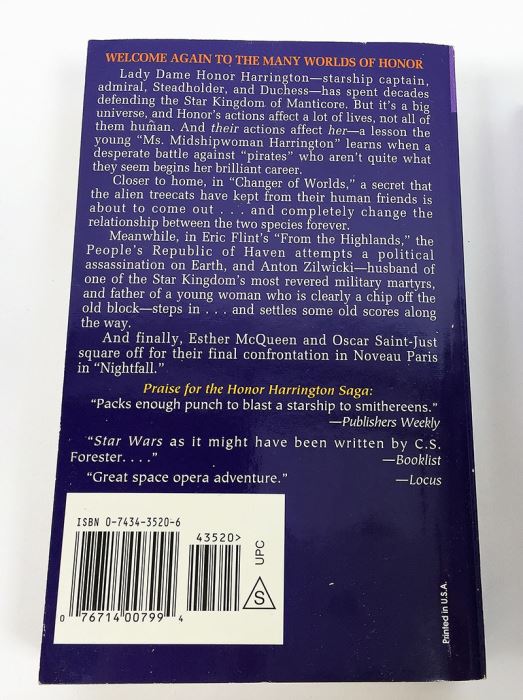 WELCOME AGAIN TO THE MANY WORLDS OF HONOR
Lady Dame Honor Harrington—starship captain,
admiral, Steadholder, and Duchess—has spent decades
defending the Star Kingdom of Manticore. But it's a big
universe, and Honor's actions affect a lot of lives, not all of
them human. And their actions affect her—a lesson the
young "Ms. Midshipwoman Harrington" learns when a
desperate battle against "pirates" who aren't quite what
they seem begins her brilliant career.
Closer to home, in "Changer of Worlds," a secret that
the alien treecats have kept from their human friends is
about to come out . . . and completely change the
relationship between the two species forever.
Meanwhile, in Eric Flint's "From the Highlands," the
People's Republic of Haven attempts a political
assassination on Earth, and Anton Zilwicki—husband of
one of the Star Kingdom's most revered military martyrs,
and father of a young woman who is clearly a chip off the
old block—steps in . . . and settles some old scores along
the way.
And finally, Esther McQueen and Oscar Saint-Just
square off for their final confrontation in Noveau Paris
in "Nightfall."
Praise for the Honor Harrington Saga:
"Packs enough punch to blast a starship to smithereens."
—Publishers Weekly
"Star Wars as it might have been written by C.S.
Forester. . . ." —Booklist
"Great space opera adventure." —Locus
ISBN 0-7434-3520-6
43520>
UPC
S
0 76714 00799 4
Printed in U.S.A.